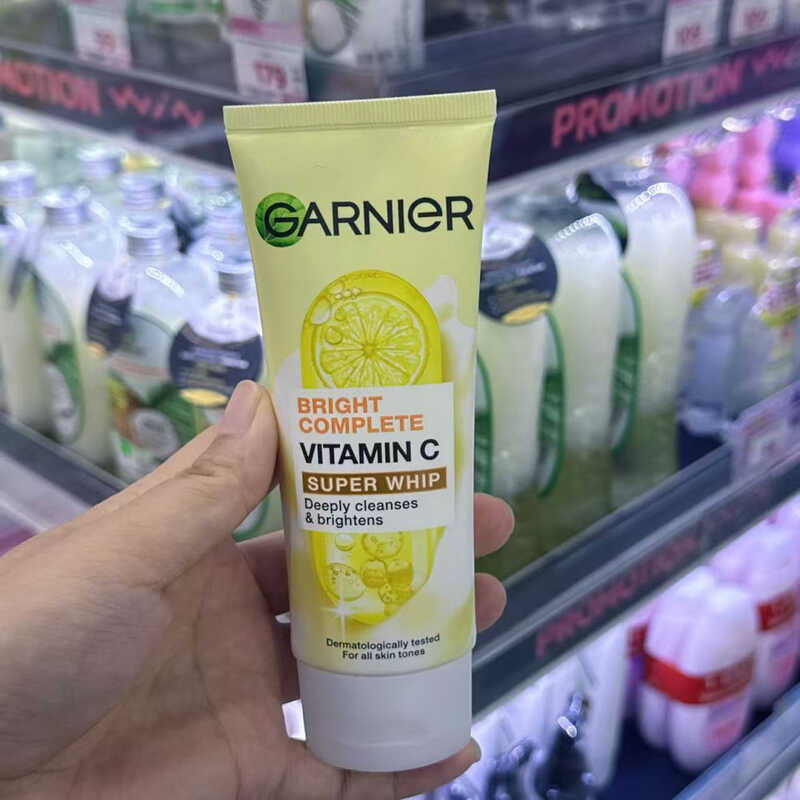 PROMOTION
179
109
PROMOTION
GARNIER
BRIGHT
COMPLETE
VITAMIN C
SUPER WHIP
Deeply cleanses
& brightens
Dermatologically tested
For all skin tones
PROMOTION